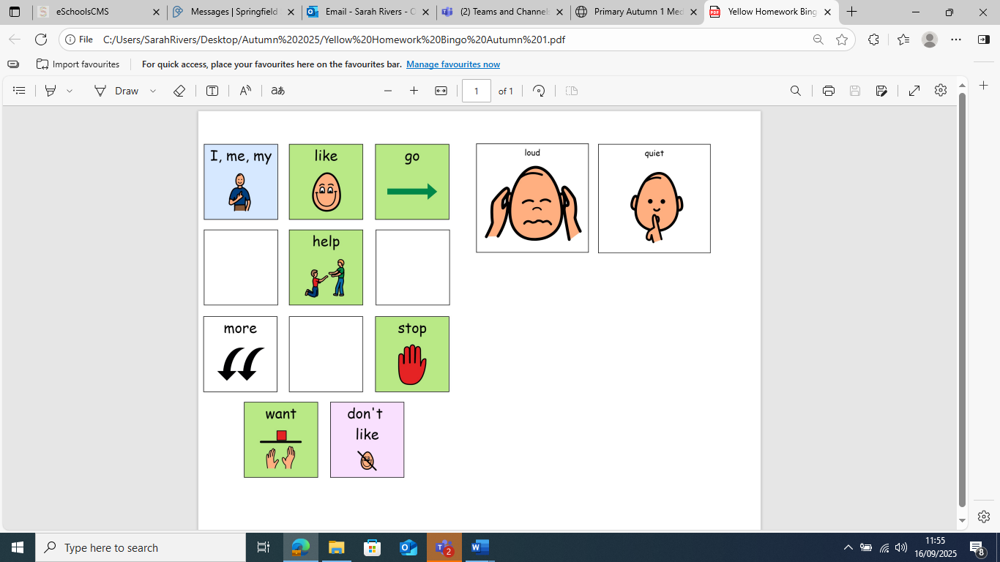 eSchoolsCMS
Messages | Springfield
Email - Sarah Rivers - O
(2) Teams and Channel
Primary Autumn 1 Med
Yellow Homework Bing
File
C:/Users/SarahRivers/Desktop/Autumn%202025/Yellow%20Homework%20Bingo%20Autumn%201.pdf
Import favourites
For quick access, place your favourites here on the favourites bar. Manage favourites now
Draw
1 of 1
I, me, my
like
go
loud
quiet
help
more
stop
want
don't
like
Type here to search
2
11:55
16/09/2025
8